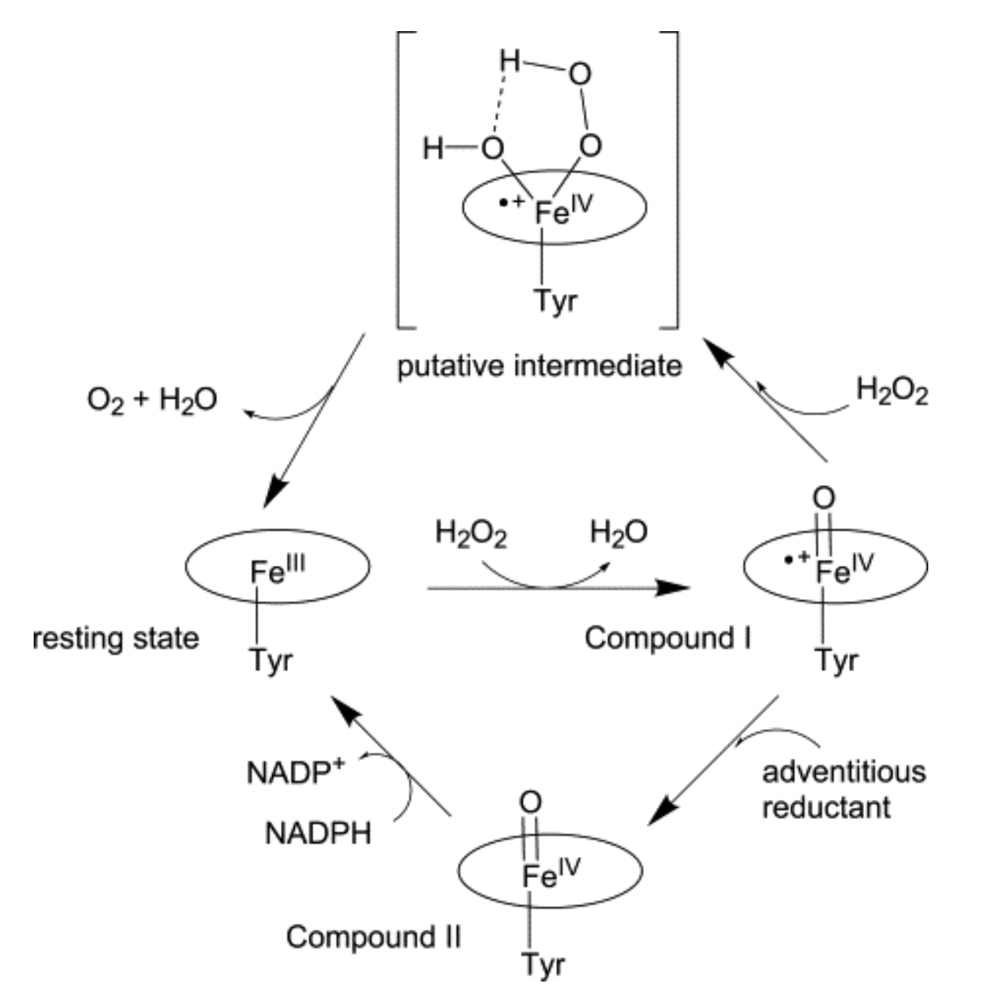 H O
H O O
•+ Fe^IV
Tyr
putative intermediate
O₂ + H₂O
H₂O₂
Fe^III
Tyr
resting state
H₂O₂ H₂O
O
•+ Fe^IV
Tyr
Compound I
NADP⁺
NADPH
adventitious
reductant
O
Fe^IV
Tyr
Compound II